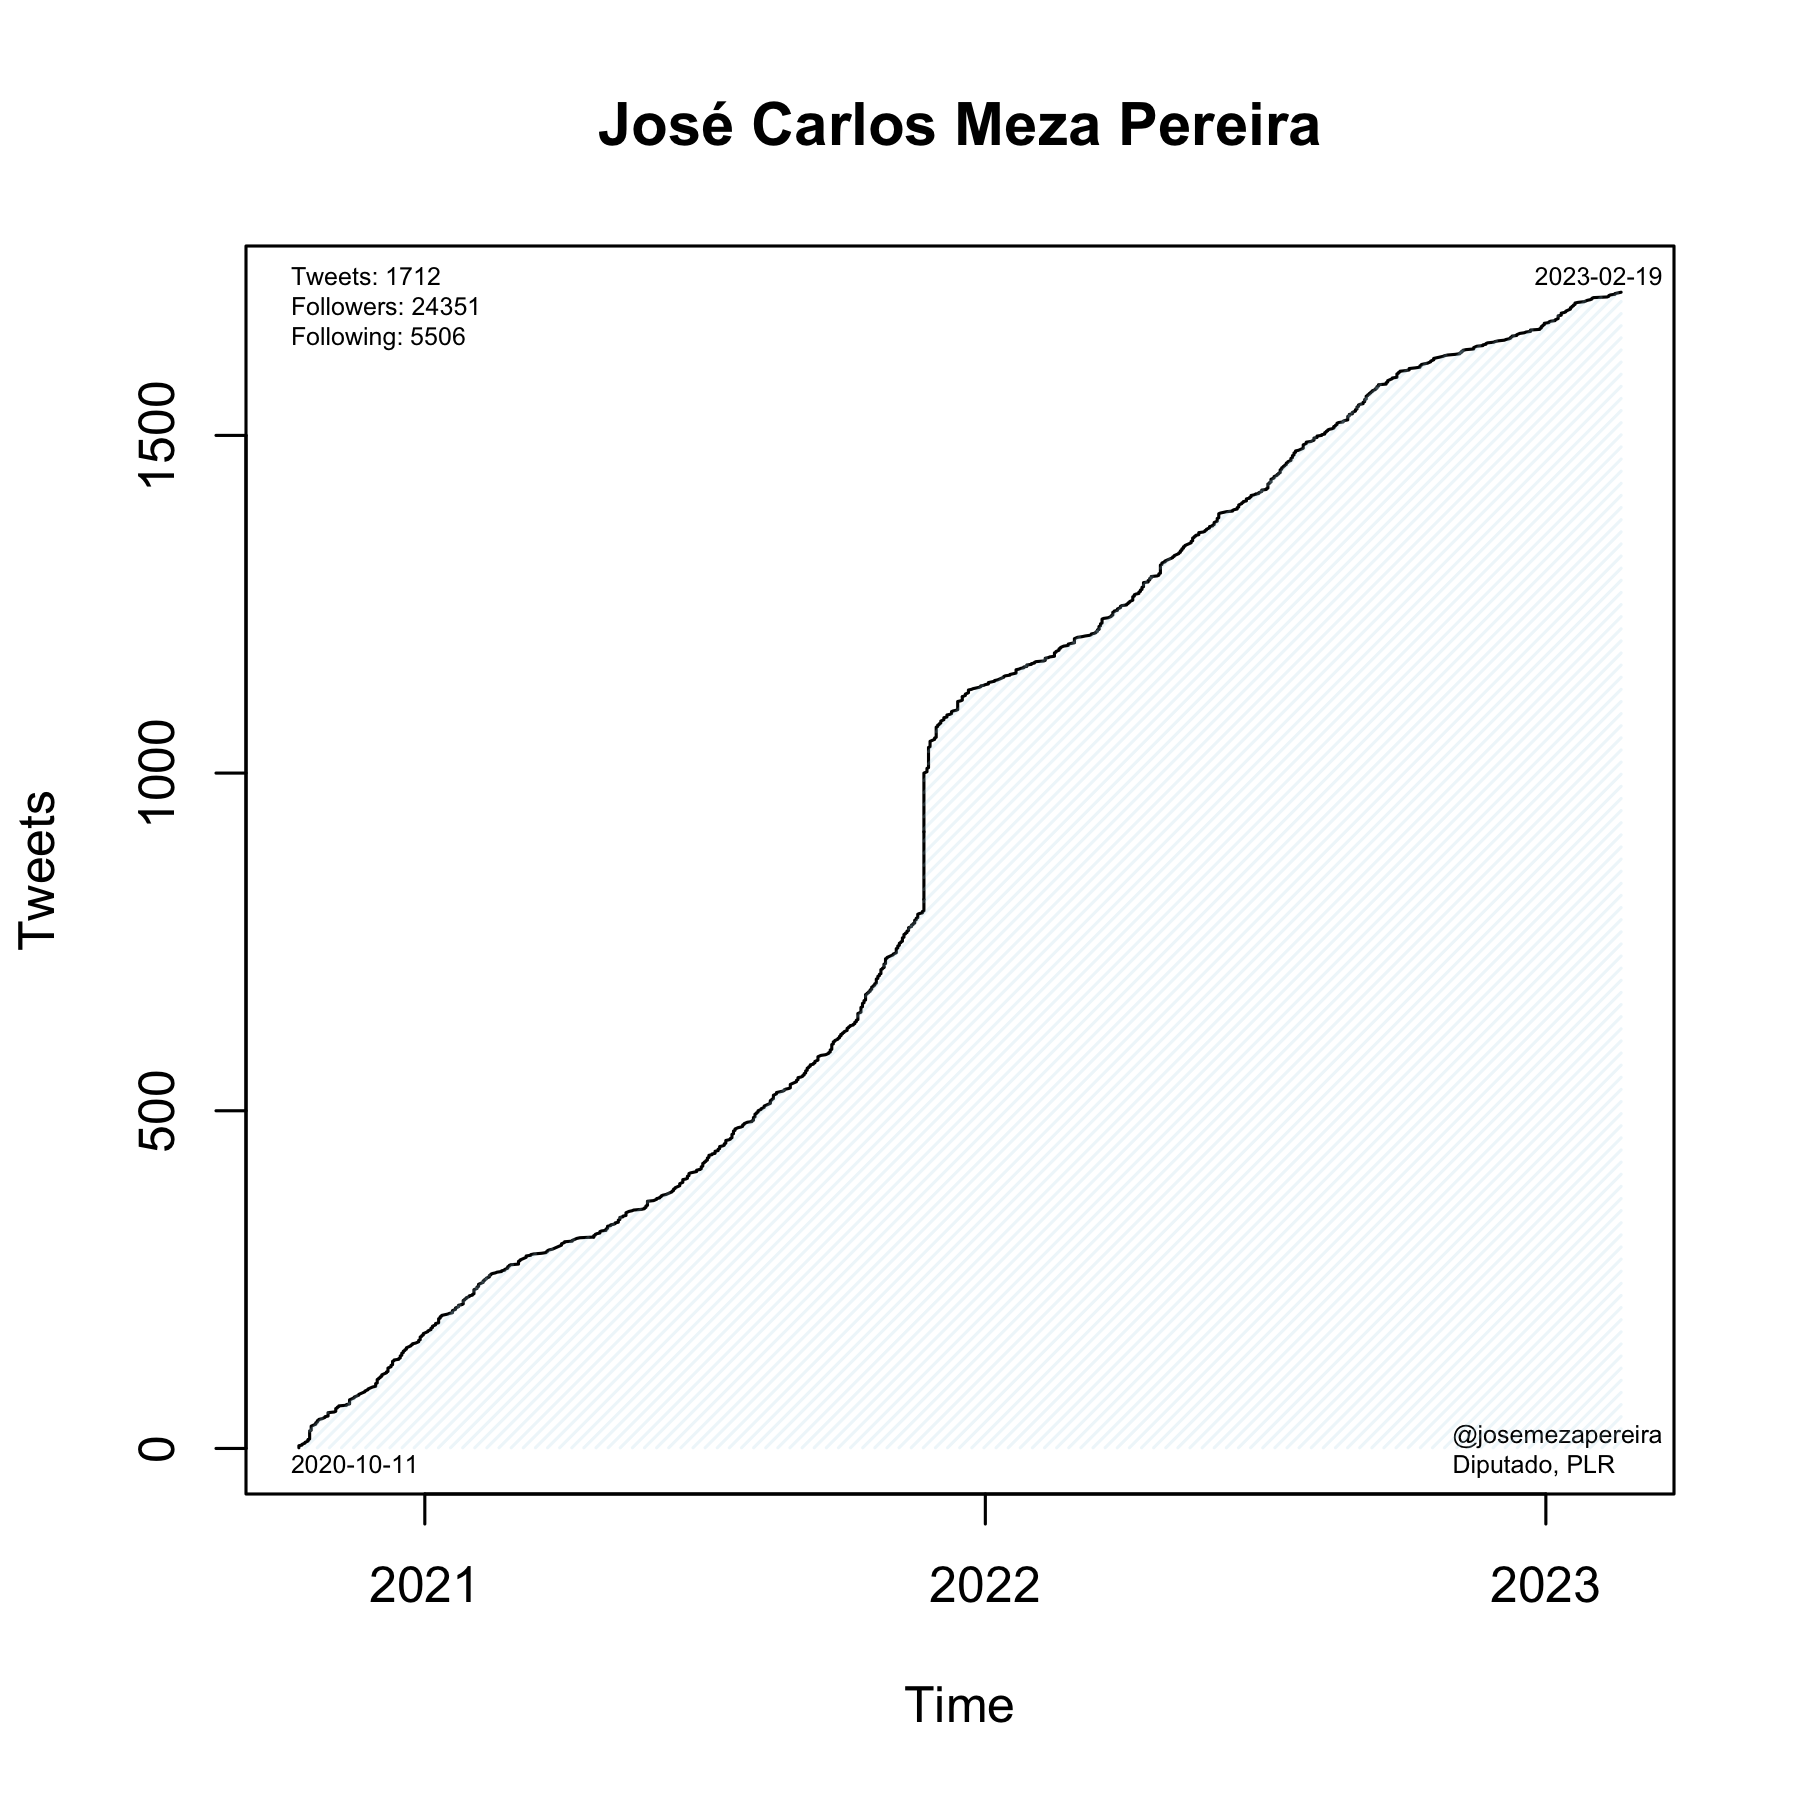 José Carlos Meza Pereira
Tweets: 1712
Followers: 24351
Following: 5506
2023-02-19
1500
1000
500
0
Tweets
2020-10-11
@josemezapereira
Diputado, PLR
2021 2022 2023
Time